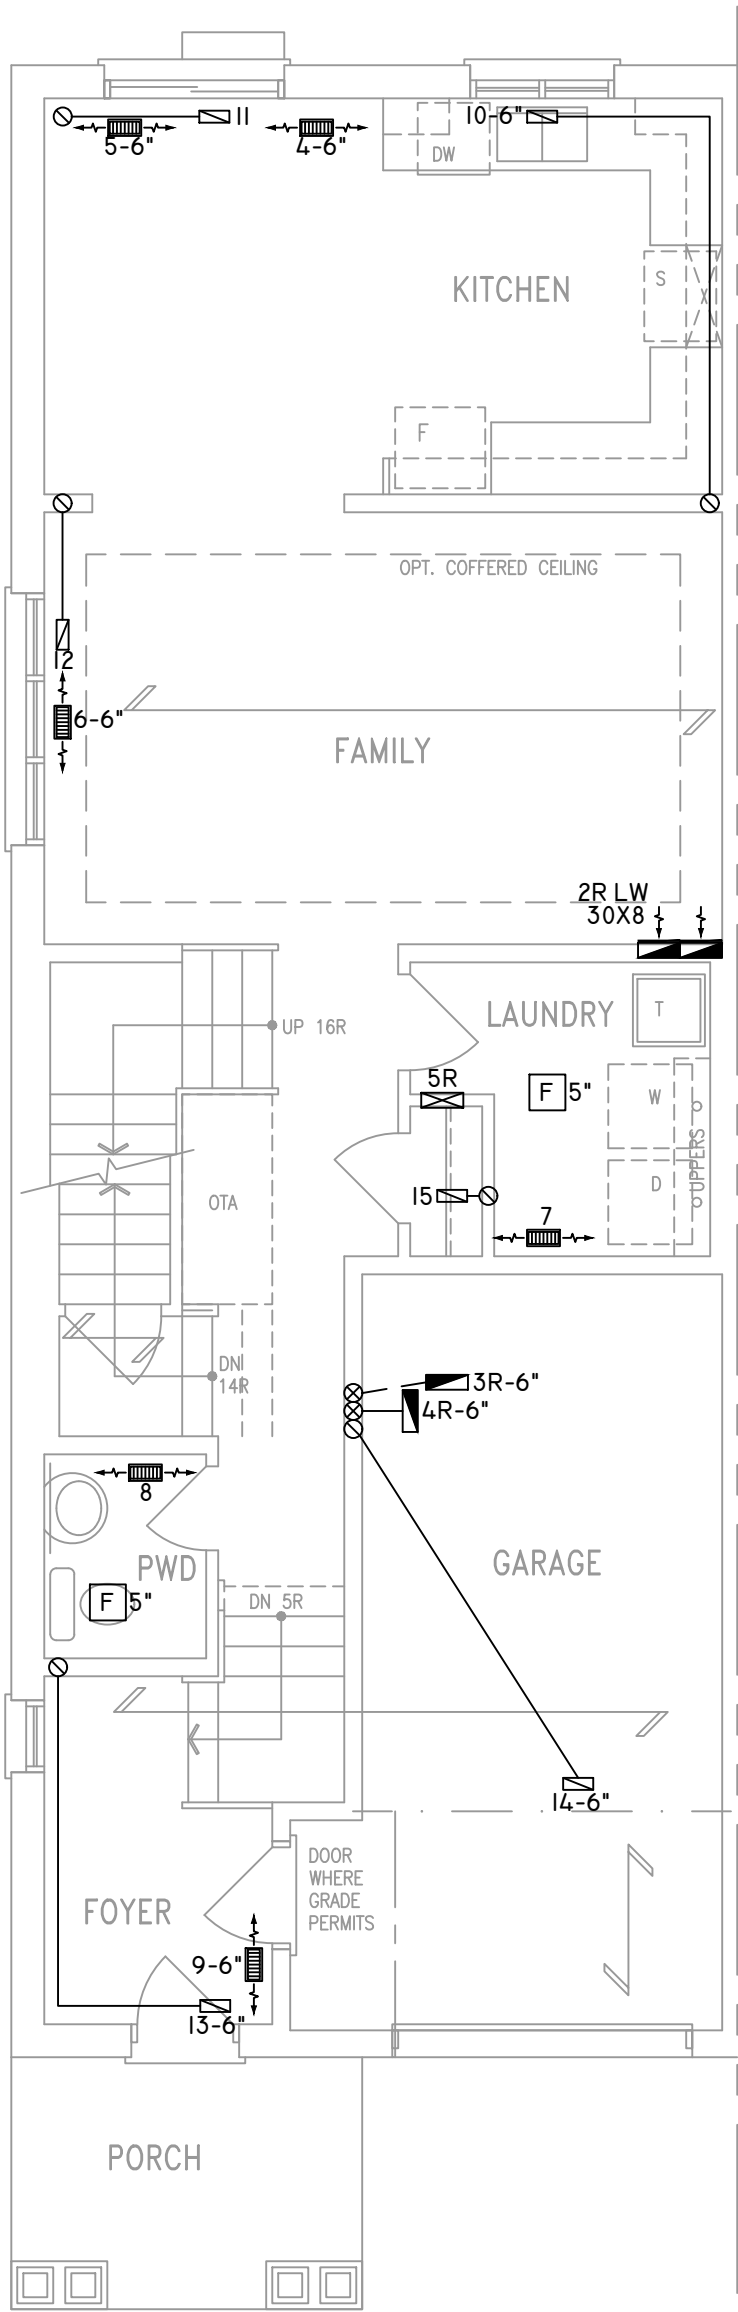 11
10-6"
5-6"
4-6"
DW
KITCHEN
S
F
OPT. COFFERED CEILING
12
6-6"
FAMILY
2R LW
30X8
LAUNDRY
T
UP 16R
5R
F 5"
W
UPPERS
OTA
15
D
7
DN
14R
3R-6"
4R-6"
8
PWD
GARAGE
F 5"
DN 5R
14-6"
DOOR
WHERE
GRADE
PERMITS
FOYER
9-6"
13-6"
PORCH